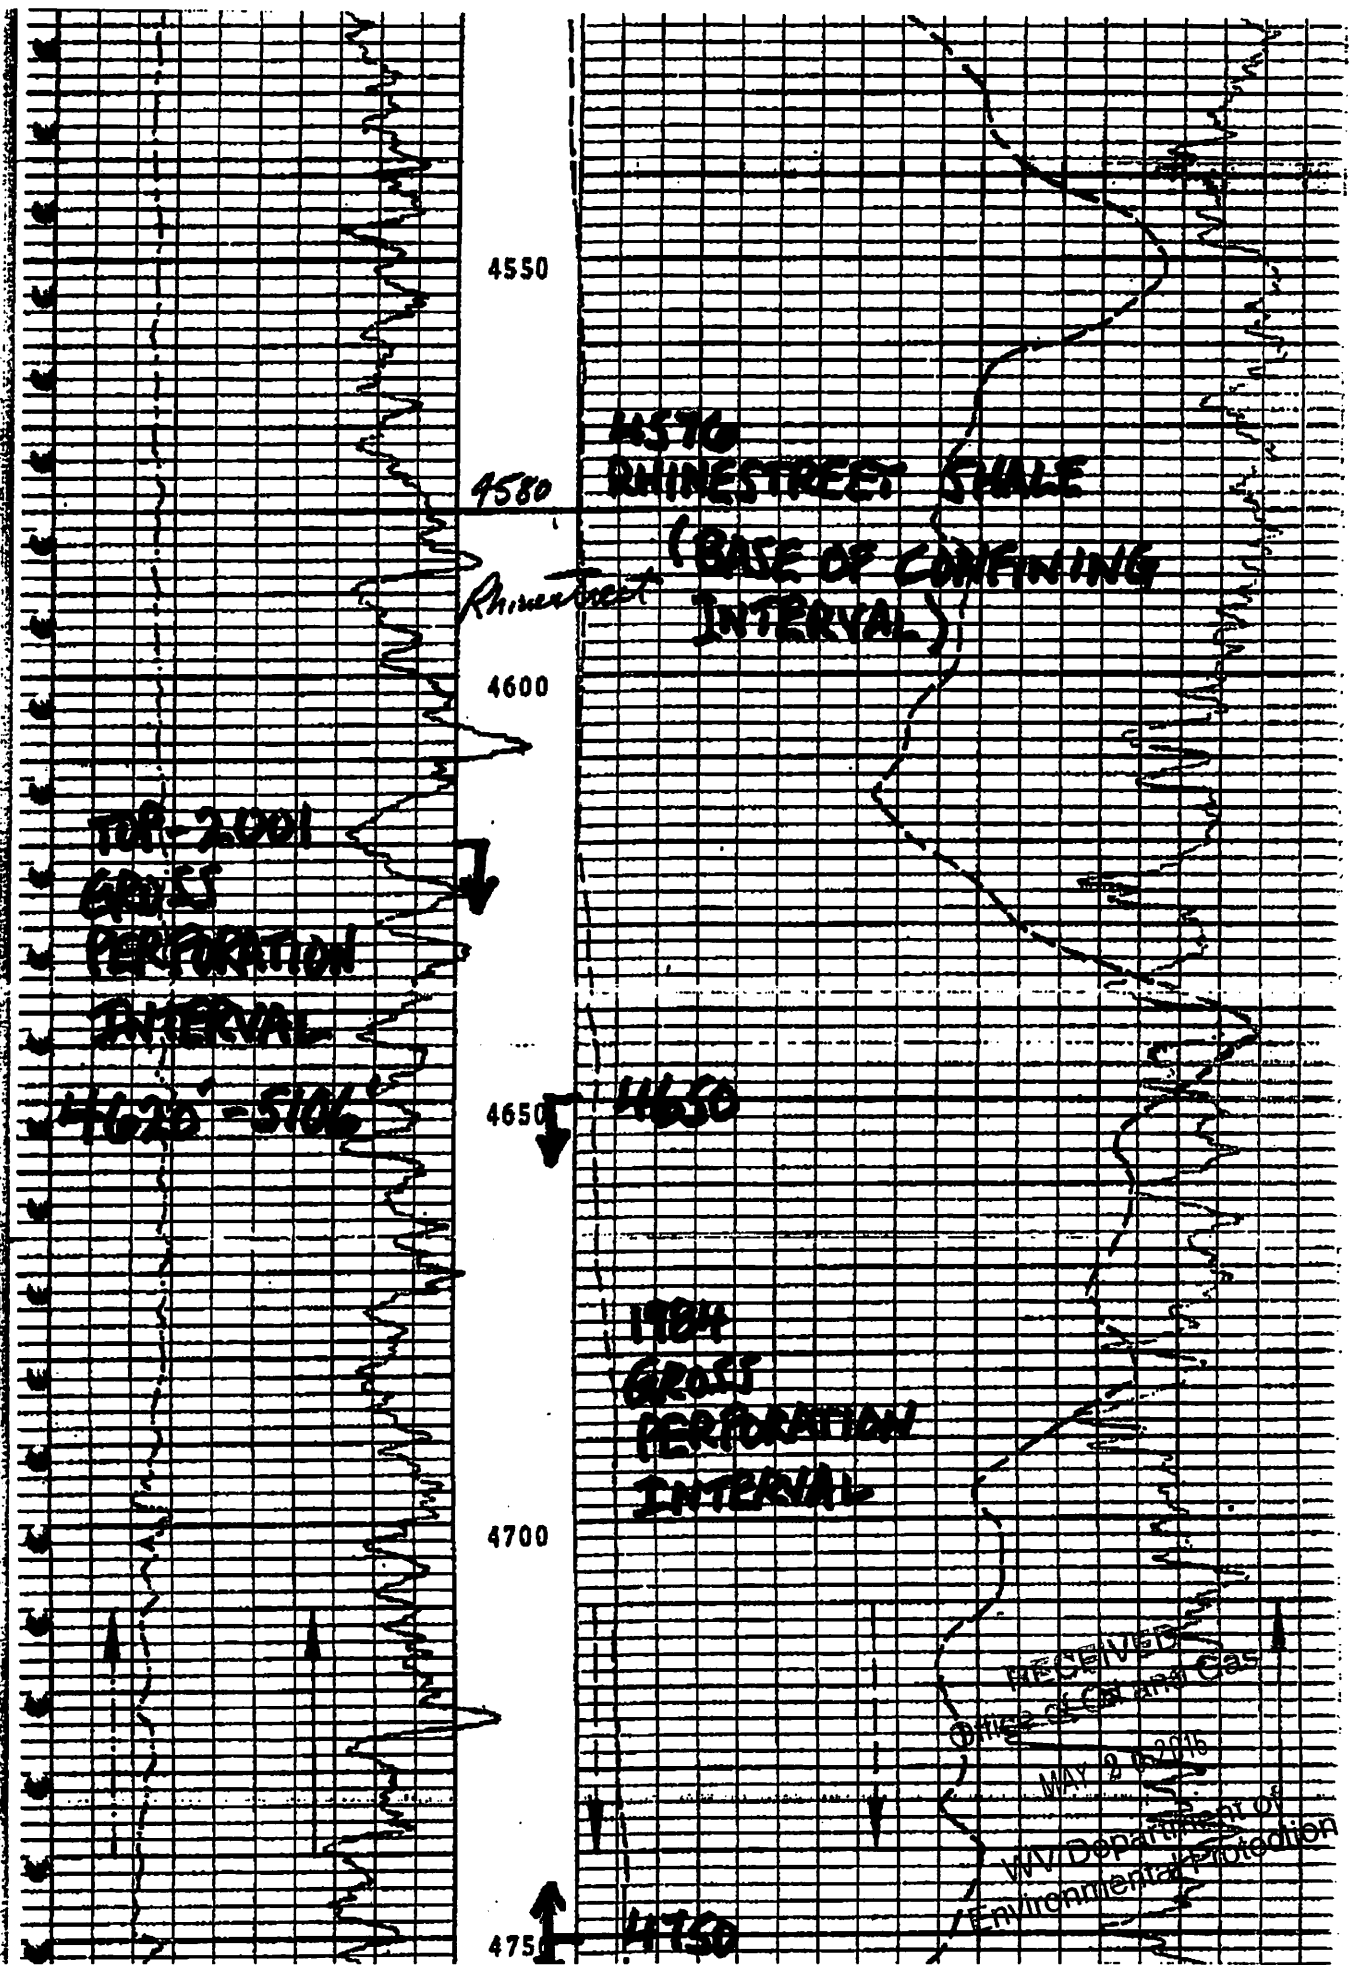 4550
4576
RHINESTREET SHALE
4580
(BASE OF CONFINING
INTERVAL)
Rhinestreet
4600
TOP - 2001
GROSS
PERFORATION
INTERVAL
4620' - 5106'
4650
4650
1984
GROSS
PERFORATION
INTERVAL
4700
RECEIVED
Office of Oil and Gas
MAY 2016
WV Department of
Environmental Protection
4750
4750